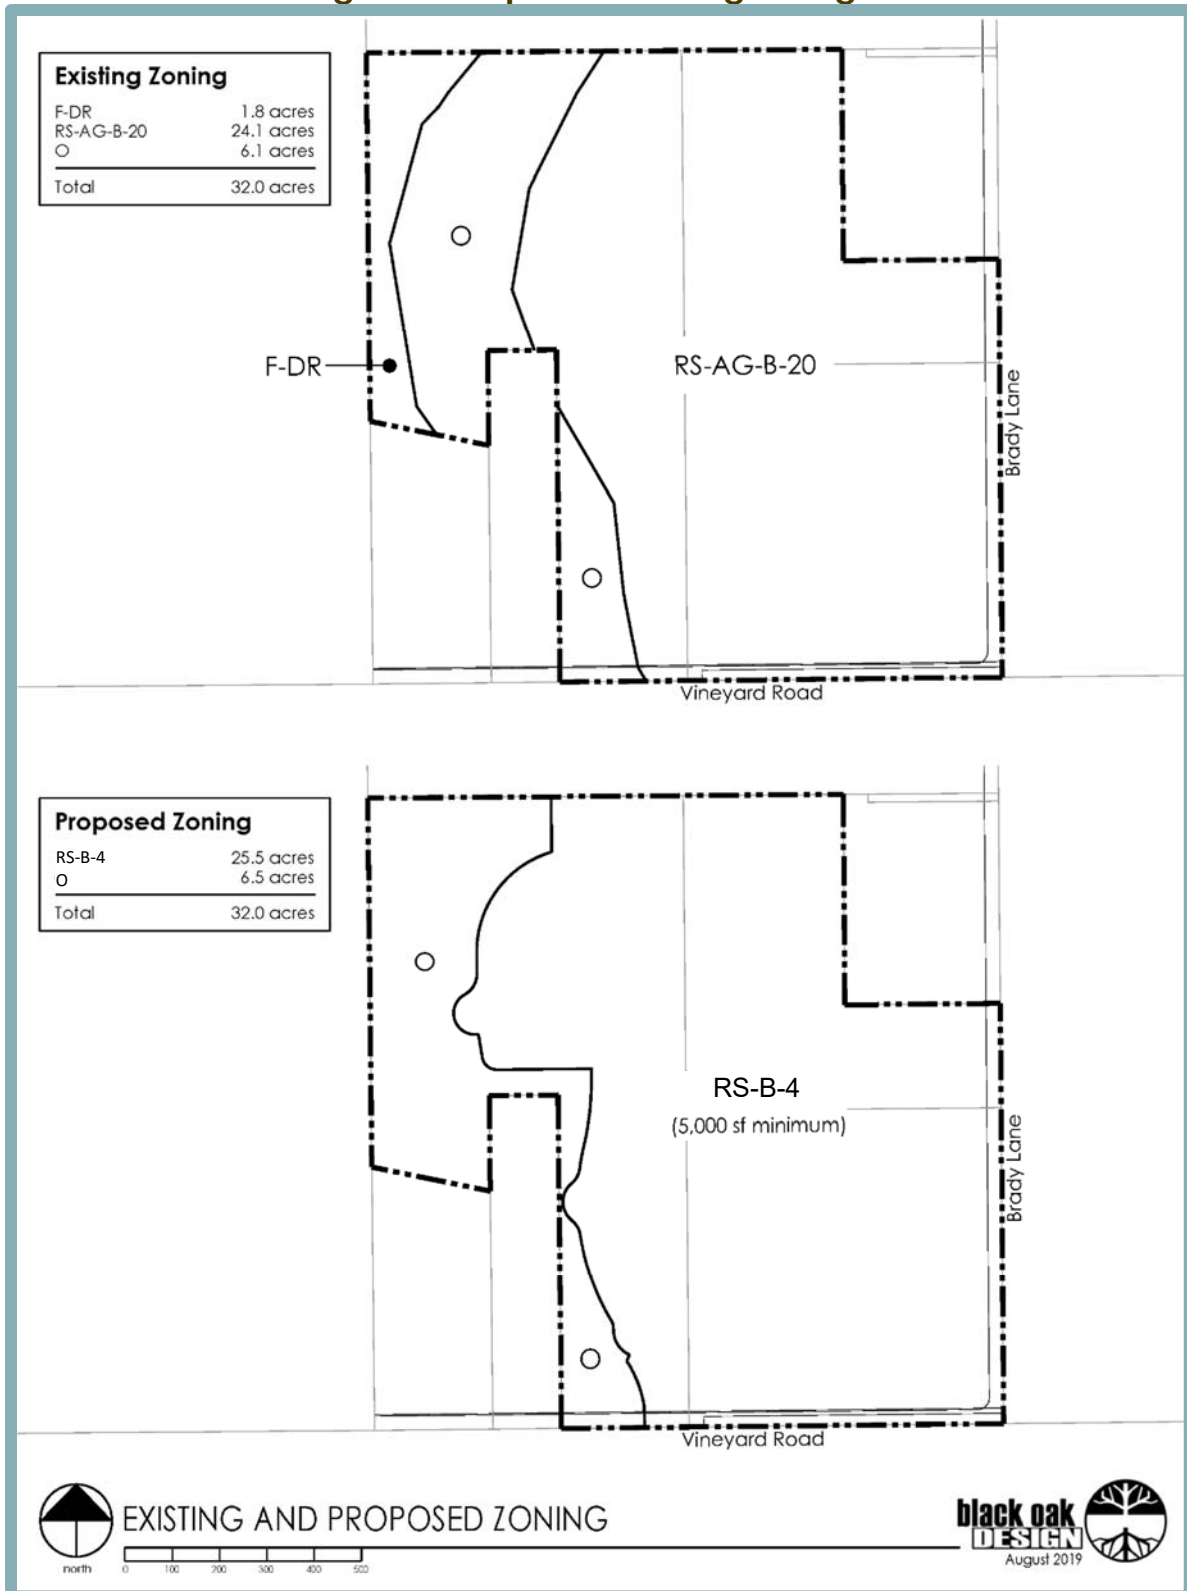 Existing Zoning
F-DR 1.8 acres
RS-AG-B-20 24.1 acres
O 6.1 acres
Total 32.0 acres
O
F-DR
RS-AG-B-20
Brady Lane
O
Vineyard Road
Proposed Zoning
RS-B-4 25.5 acres
O 6.5 acres
Total 32.0 acres
O
RS-B-4
(5,000 sf minimum)
Brady Lane
O
Vineyard Road
EXISTING AND PROPOSED ZONING
north
0 100 200 300 400 500
black oak
DESIGN
August 2019